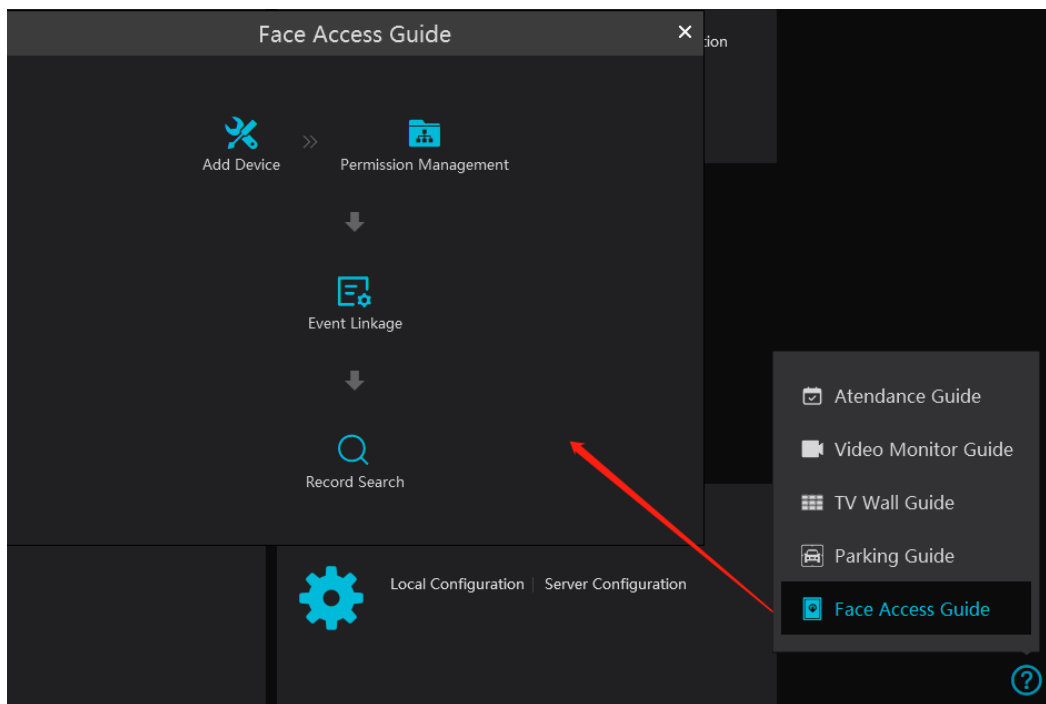 Face Access Guide
tion
Add Device
Permission Management
Event Linkage
Record Search
Local Configuration | Server Configuration
Atendance Guide
Video Monitor Guide
TV Wall Guide
Parking Guide
Face Access Guide
?